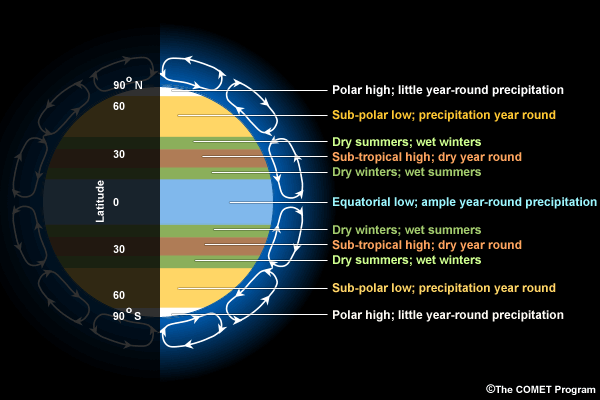 90° N
Polar high; little year-round precipitation
60
Sub-polar low; precipitation year round
Dry summers; wet winters
30
Sub-tropical high; dry year round
Dry winters; wet summers
Latitude
0
Equatorial low; ample year-round precipitation
Dry winters; wet summers
30
Sub-tropical high; dry year round
Dry summers; wet winters
60
Sub-polar low; precipitation year round
90° S
Polar high; little year-round precipitation
©The COMET Program